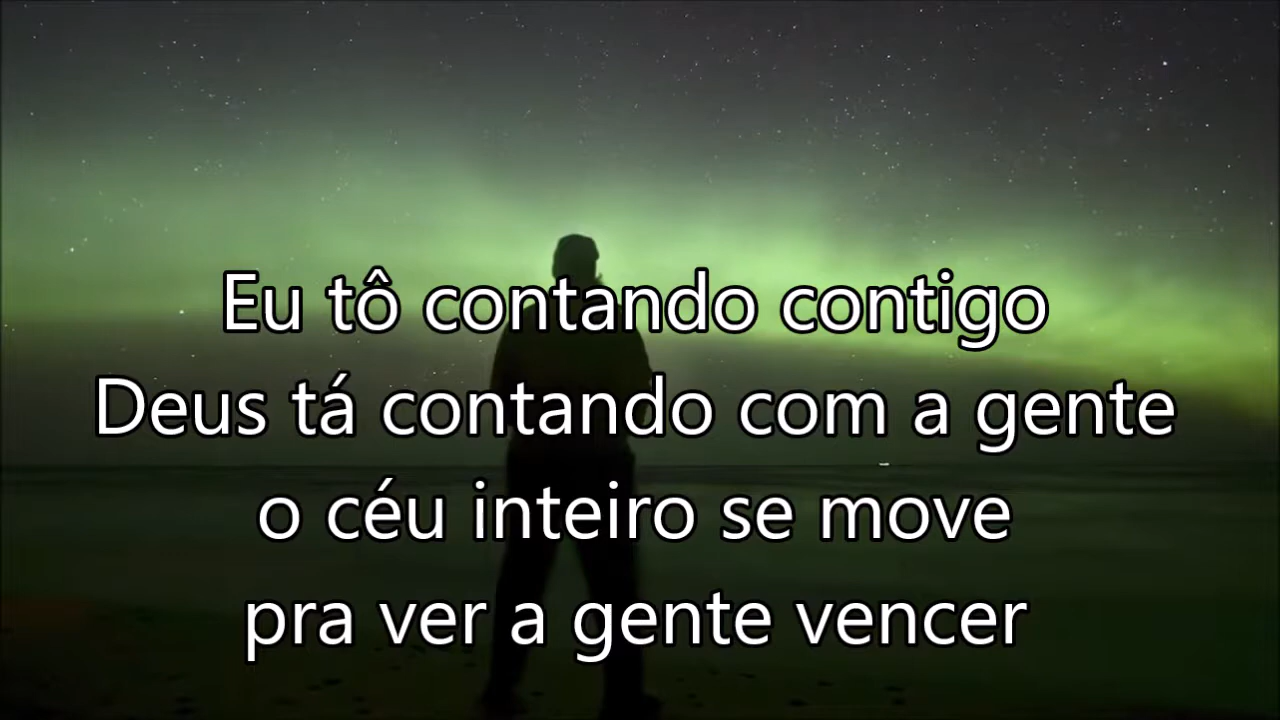 Eu tô contando contigo
Deus tá contando com a gente
o céu inteiro se move
pra ver a gente vencer